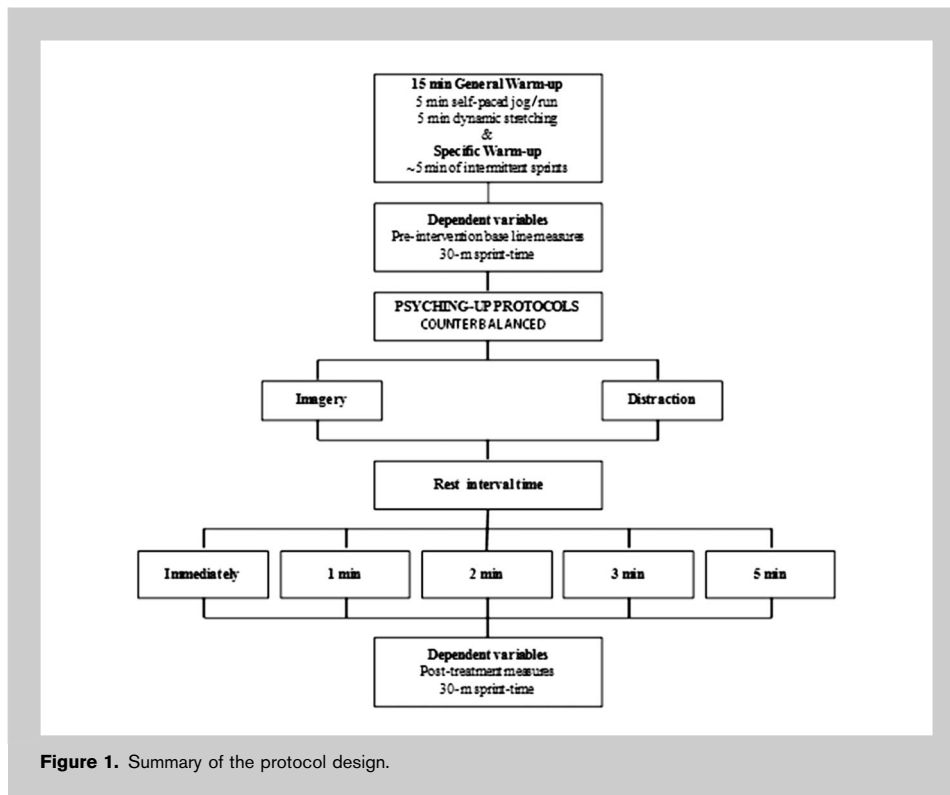 15 min General Warm-up
5 min self-paced jog/run
5 min dynamic stretching
&
Specific Warm-up
~5 min of intermittent sprints
Dependent variables
Pre-intervention base line measures
30-m sprint-time
PSYCHING-UP PROTOCOLS
COUNTERBALANCED
Imagery
Distraction
Rest interval time
Immediately
1 min
2 min
3 min
5 min
Dependent variables
Post-treatment measures
30-m sprint-time
Figure 1. Summary of the protocol design.